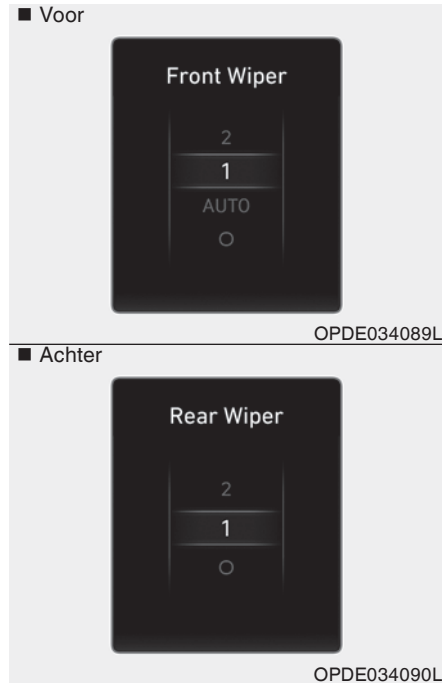 ■ Voor
Front Wiper
2
1
AUTO
O
OPDE034089L
■ Achter
Rear Wiper
2
1
O
OPDE034090L